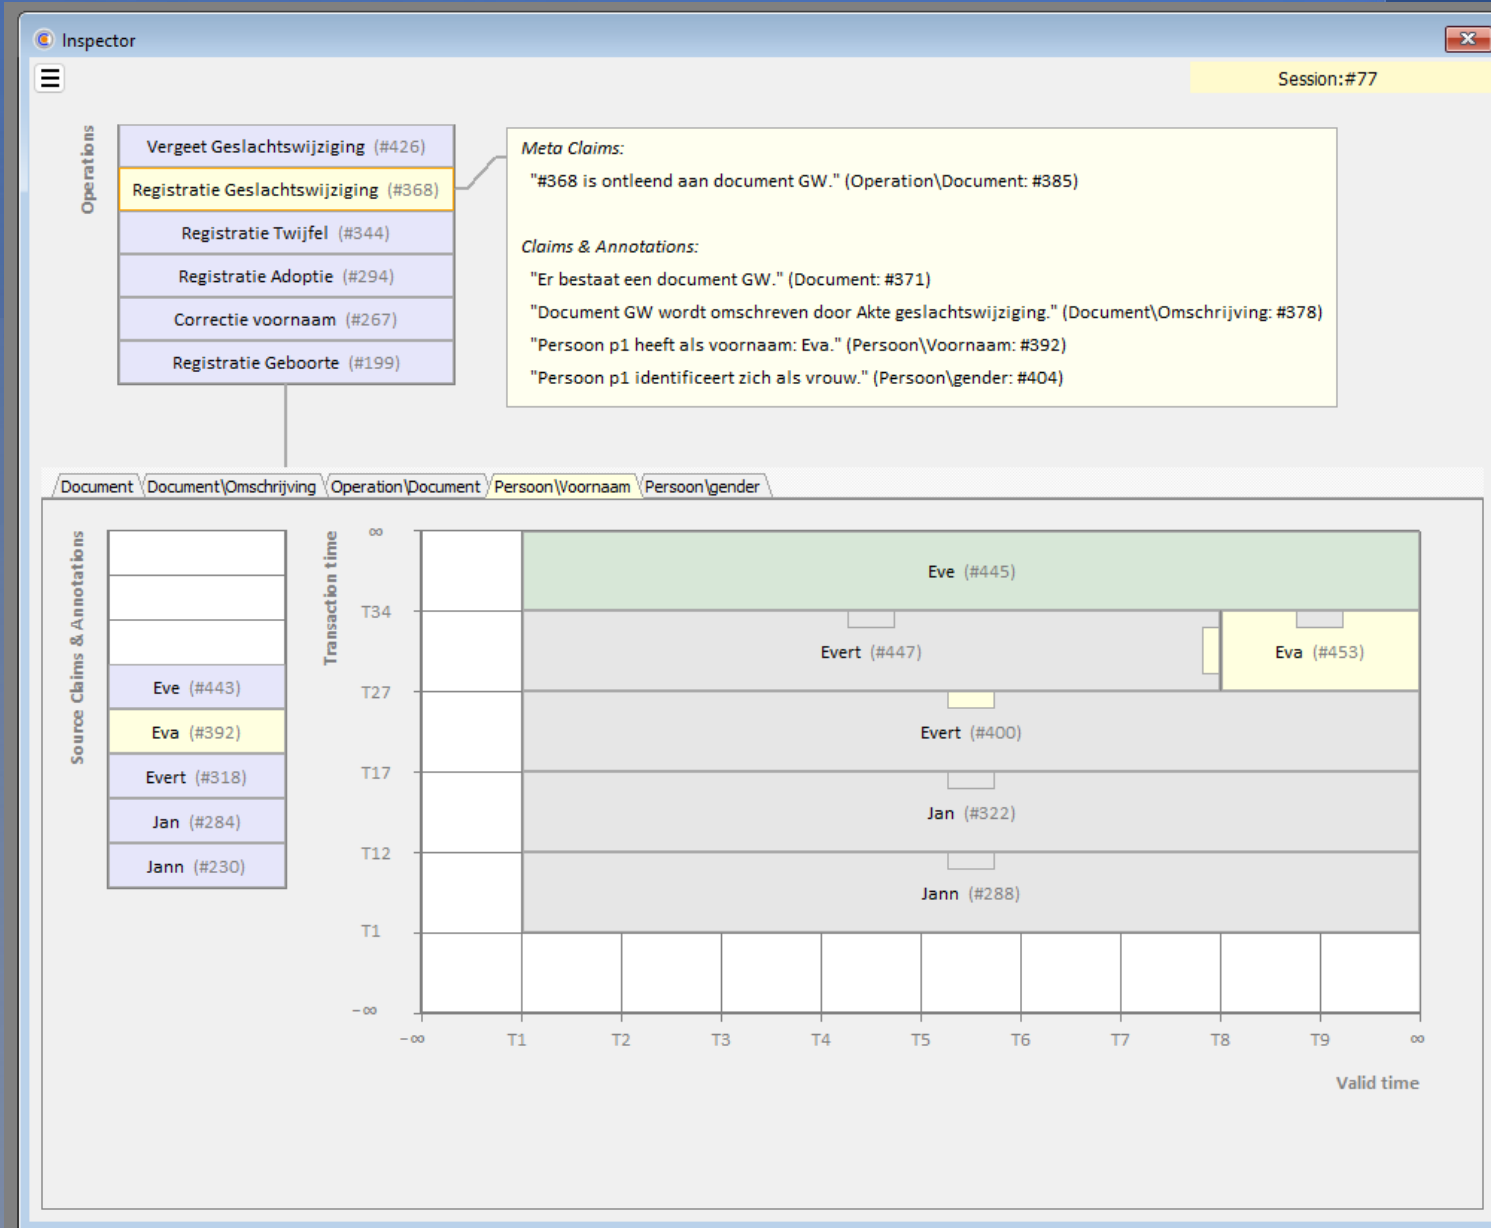 Inspector
Session:#77
Operations
Vergeet Geslachtswijziging (#426)
Registratie Geslachtswijziging (#368)
Registratie Twijfel (#344)
Registratie Adoptie (#294)
Correctie voornaam (#267)
Registratie Geboorte (#199)
Meta Claims:
"#368 is ontleend aan document GW." (Operation\Document: #385)
Claims & Annotations:
"Er bestaat een document GW." (Document: #371)
"Document GW wordt omschreven door Akte geslachtswijziging." (Document\Omschrijving: #378)
"Persoon p1 heeft als voornaam: Eva." (Persoon\Voornaam: #392)
"Persoon p1 identificeert zich als vrouw." (Persoon\gender: #404)
Document Document\Omschrijving Operation\Document Persoon\Voornaam Persoon\gender
Source Claims & Annotations
Eve (#443)
Eva (#392)
Evert (#318)
Jan (#284)
Jann (#230)
Transaction time
∞
Eve (#445)
T34
Evert (#447) Eva (#453)
T27
Evert (#400)
T17
Jan (#322)
T12
Jann (#288)
T1
-∞
-∞ T1 T2 T3 T4 T5 T6 T7 T8 T9 ∞
Valid time